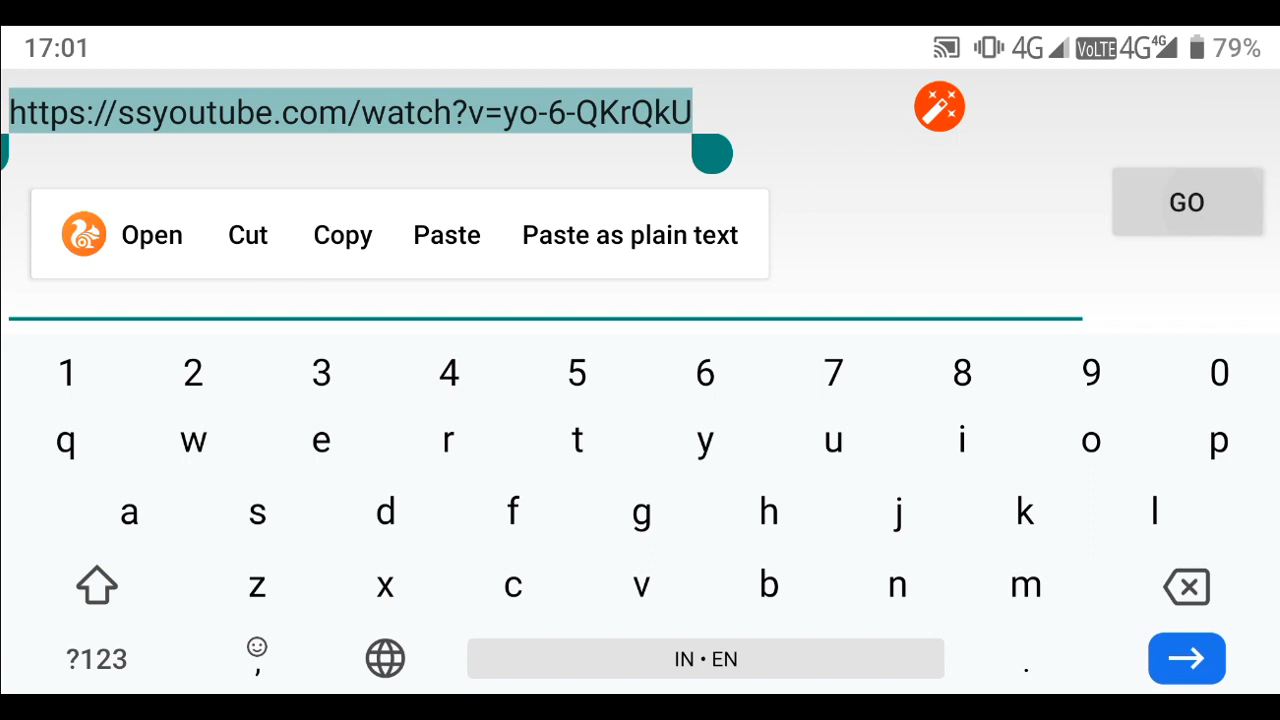 17:01
4G VoLTE 4G 4G 79%
https://ssyoutube.com/watch?v=yo-6-QKrQkU
GO
Open Cut Copy Paste Paste as plain text
1 2 3 4 5 6 7 8 9 0
q w e r t y u i o p
a s d f g h j k l
z x c v b n m
?123 , IN • EN .